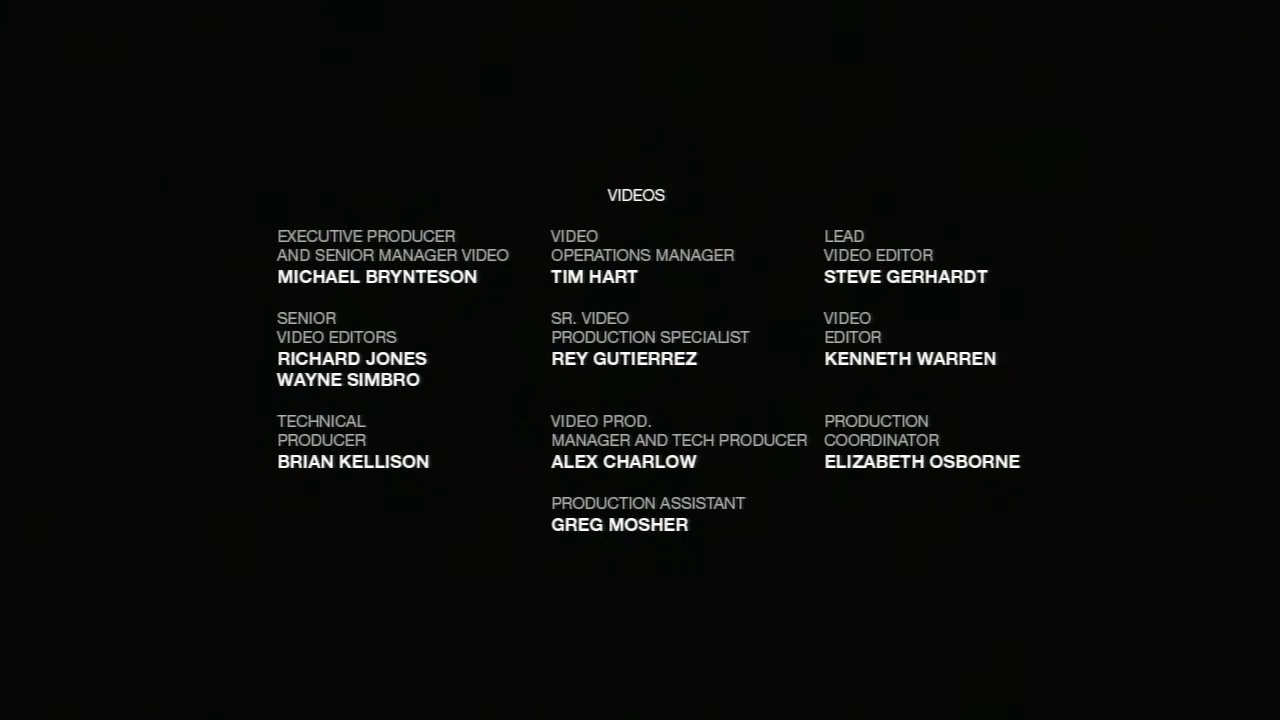 VIDEOS
EXECUTIVE PRODUCER
AND SENIOR MANAGER VIDEO
MICHAEL BRYNTESON
VIDEO
OPERATIONS MANAGER
TIM HART
LEAD
VIDEO EDITOR
STEVE GERHARDT
SENIOR
VIDEO EDITORS
RICHARD JONES
WAYNE SIMBRO
SR. VIDEO
PRODUCTION SPECIALIST
REY GUTIERREZ
VIDEO
EDITOR
KENNETH WARREN
TECHNICAL
PRODUCER
BRIAN KELLISON
VIDEO PROD.
MANAGER AND TECH PRODUCER
ALEX CHARLOW
PRODUCTION
COORDINATOR
ELIZABETH OSBORNE
PRODUCTION ASSISTANT
GREG MOSHER